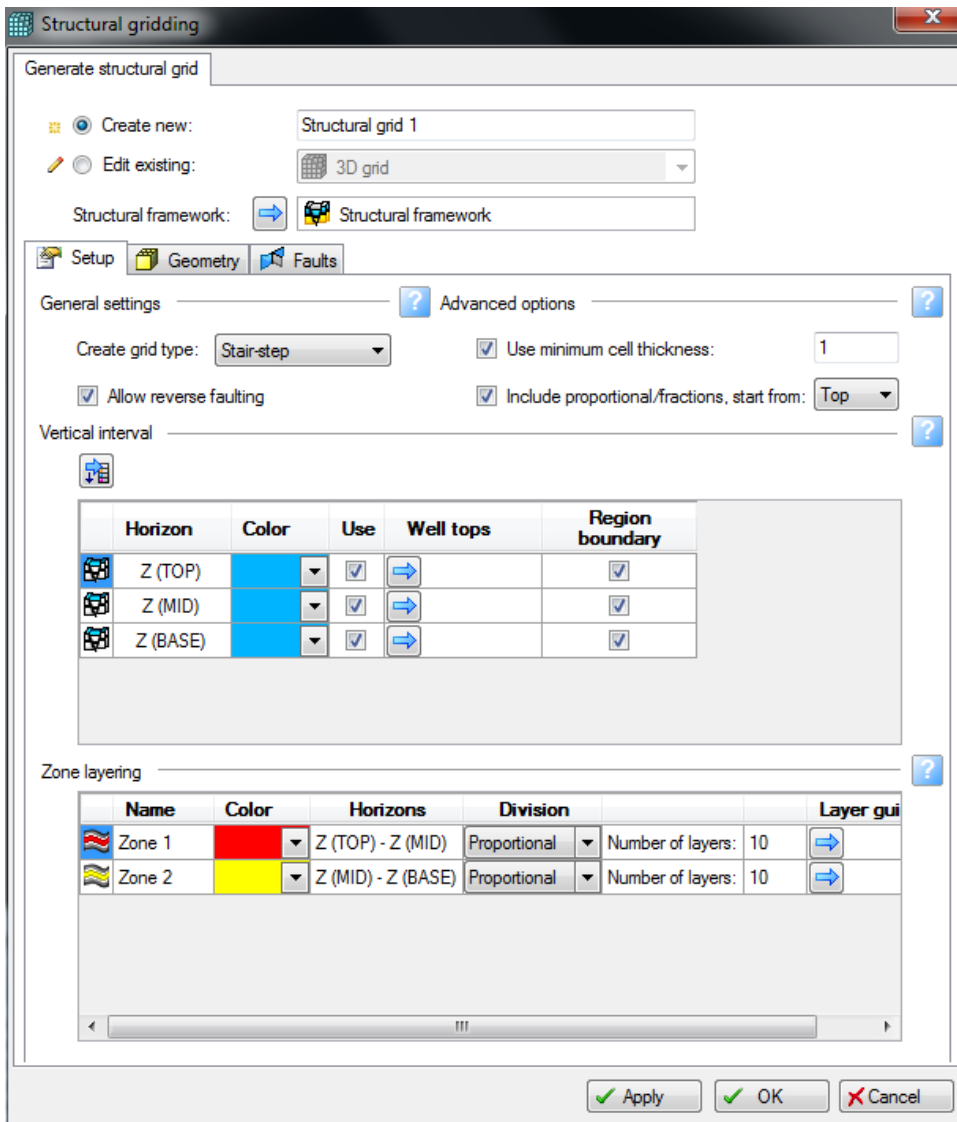 Structural gridding
Generate structural grid
Create new: Structural grid 1
Edit existing: 3D grid
Structural framework: Structural framework
Setup Geometry Faults
General settings ? Advanced options ?
Create grid type: Stair-step Use minimum cell thickness: 1
Allow reverse faulting Include proportional/fractions, start from: Top
Vertical interval ?
Horizon Color Use Well tops Region boundary
Z (TOP)
Z (MID)
Z (BASE)
Zone layering ?
Name Color Horizons Division Layer gui
Zone 1 Z (TOP) - Z (MID) Proportional Number of layers: 10
Zone 2 Z (MID) - Z (BASE) Proportional Number of layers: 10
Apply OK Cancel